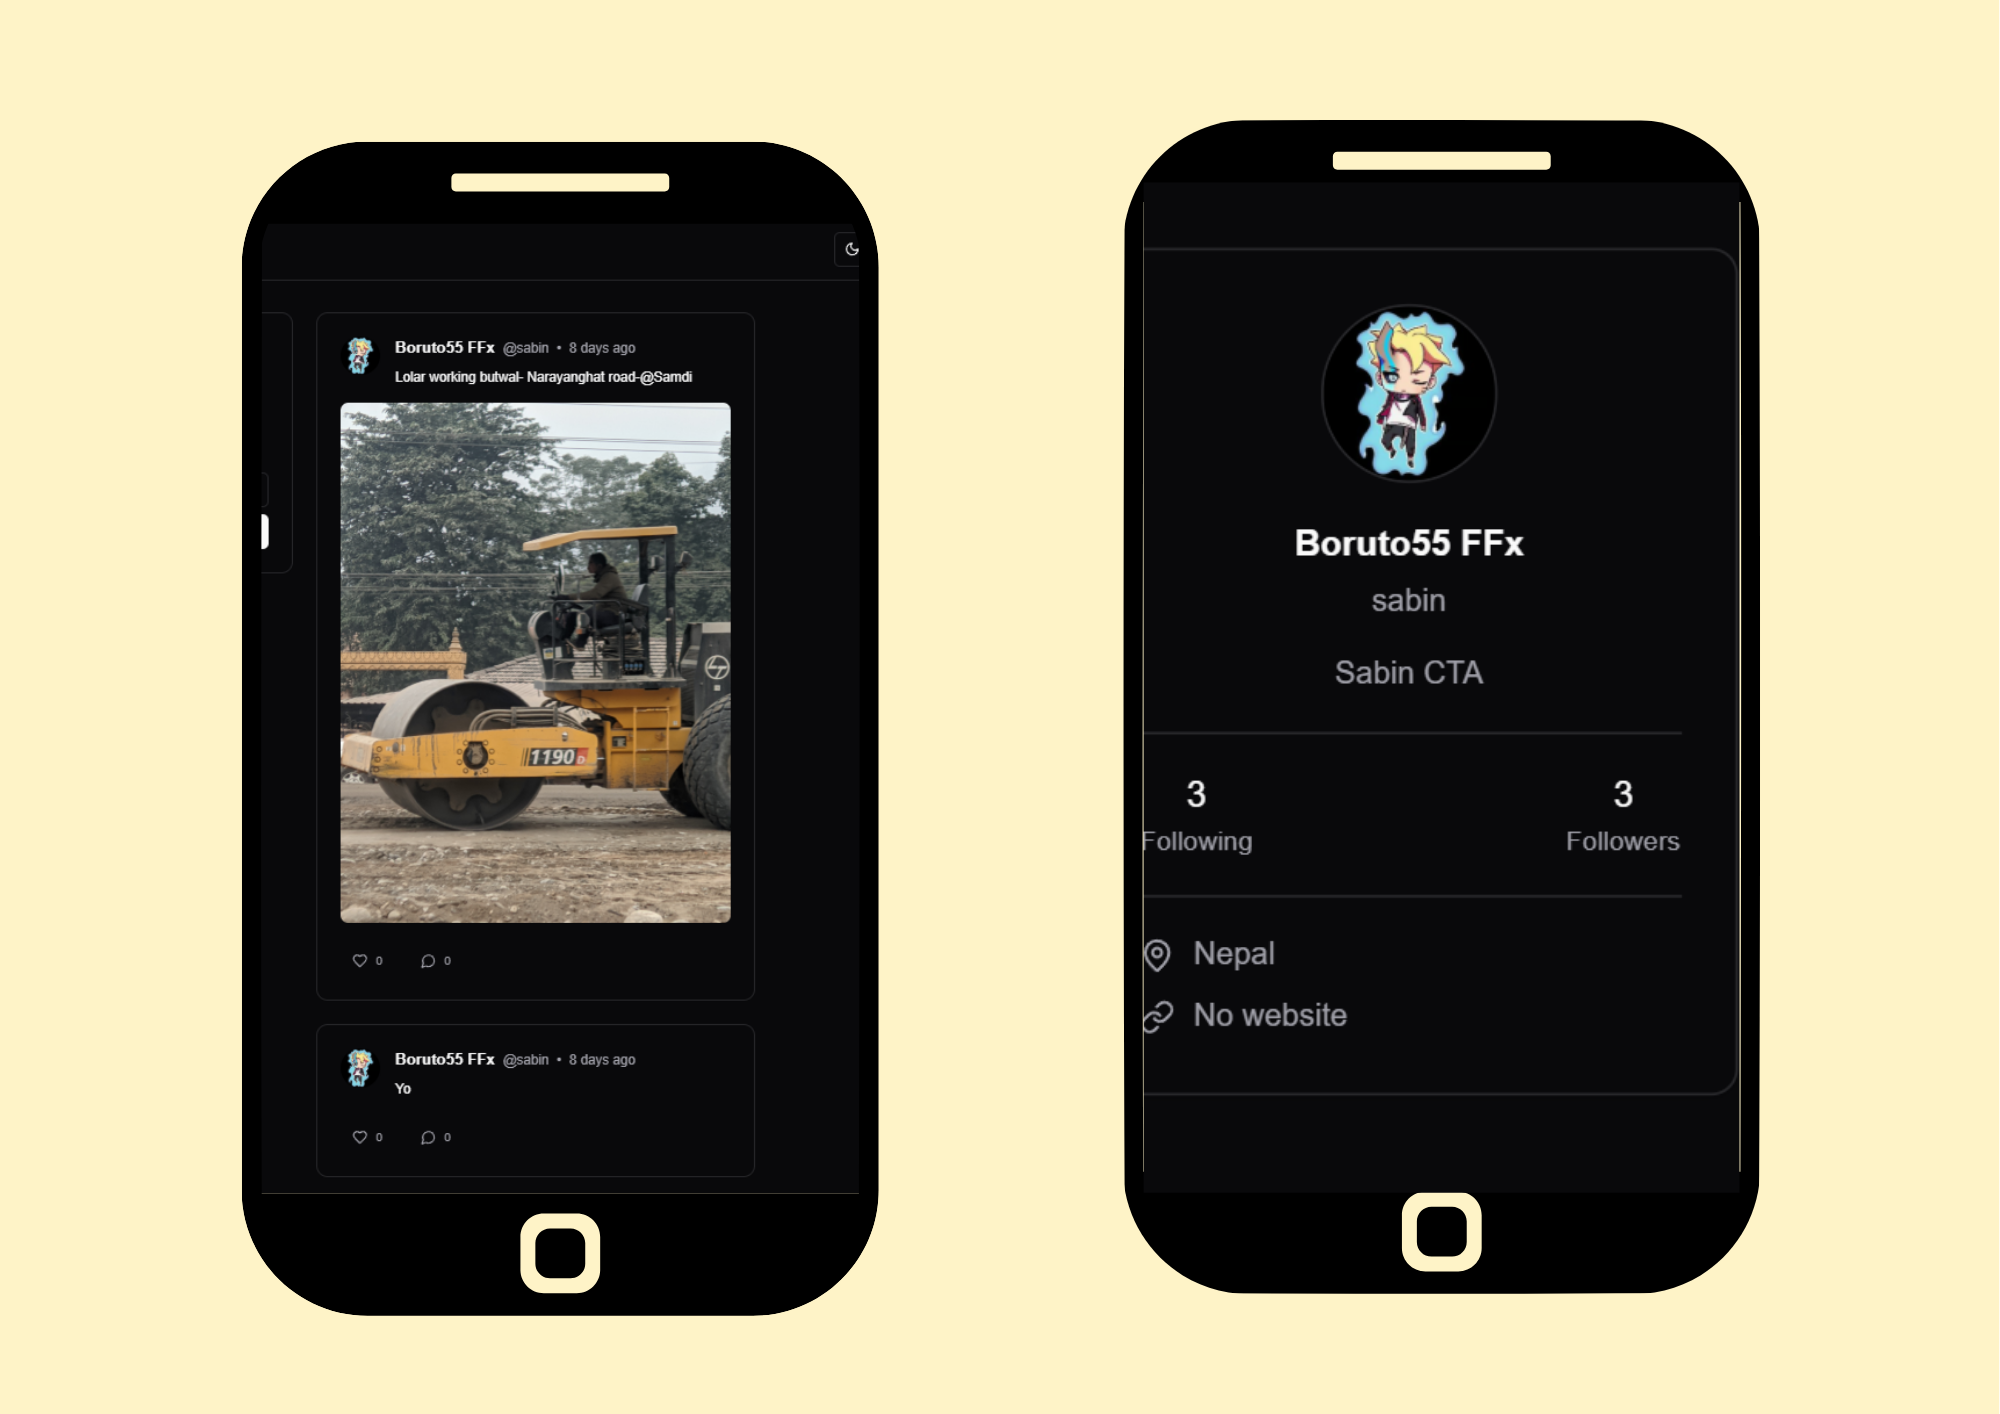 Boruto55 FFx @sabin • 8 days ago
Lolar working butwal- Narayanghat road-@Samdi
1190 D
0 0
Boruto55 FFx @sabin • 8 days ago
Yo
0 0
Boruto55 FFx
sabin
Sabin CTA
3 3
Following Followers
Nepal
No website